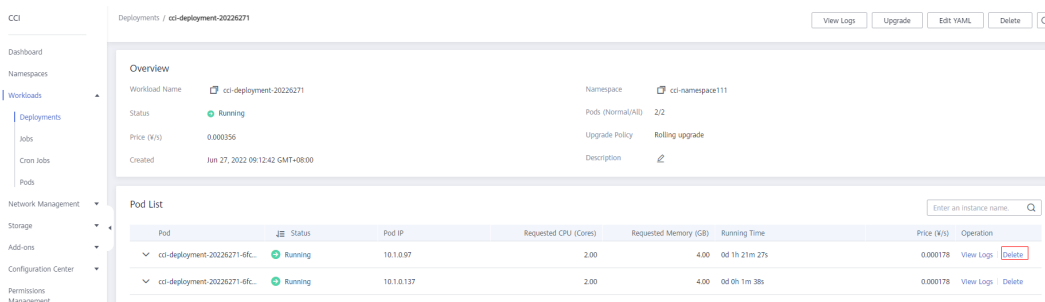 CCI
Deployments / cci-deployment-20226271
View Logs Upgrade Edit YAML Delete
Dashboard
Namespaces
Workloads
Deployments
Jobs
Cron Jobs
Pods
Network Management
Storage
Add-ons
Configuration Center
Permissions
Management
Overview
Workload Name cci-deployment-20226271 Namespace cci-namespace111
Status Running Pods (Normal/All) 2/2
Price (¥/s) 0.000356 Upgrade Policy Rolling upgrade
Created Jun 27, 2022 09:12:42 GMT+08:00 Description
Pod List
Enter an instance name.
Pod Status Pod IP Requested CPU (Cores) Requested Memory (GB) Running Time Price (¥/s) Operation
cci-deployment-20226271-6fc... Running 10.1.0.97 2.00 4.00 0d 1h 21m 27s 0.000178 View Logs Delete
cci-deployment-20226271-6fc... Running 10.1.0.137 2.00 4.00 0d 0h 1m 38s 0.000178 View Logs Delete